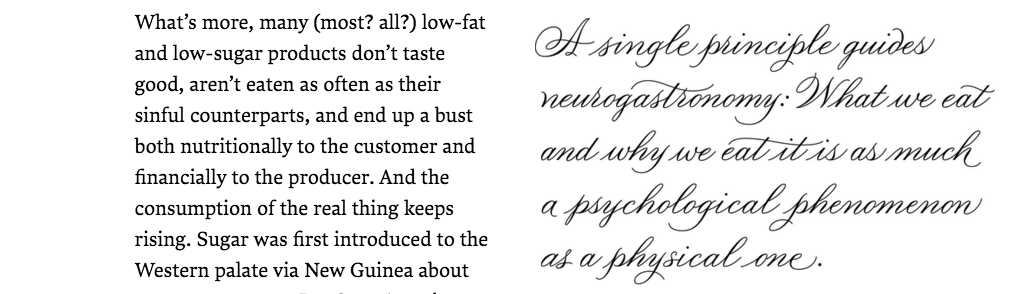 What’s more, many (most? all?) low-fat
and low-sugar products don’t taste
good, aren’t eaten as often as their
sinful counterparts, and end up a bust
both nutritionally to the customer and
financially to the producer. And the
consumption of the real thing keeps
rising. Sugar was first introduced to the
Western palate via New Guinea about
A single principle guides
neurogastronomy: What we eat
and why we eat it is as much
a psychological phenomenon
as a physical one.